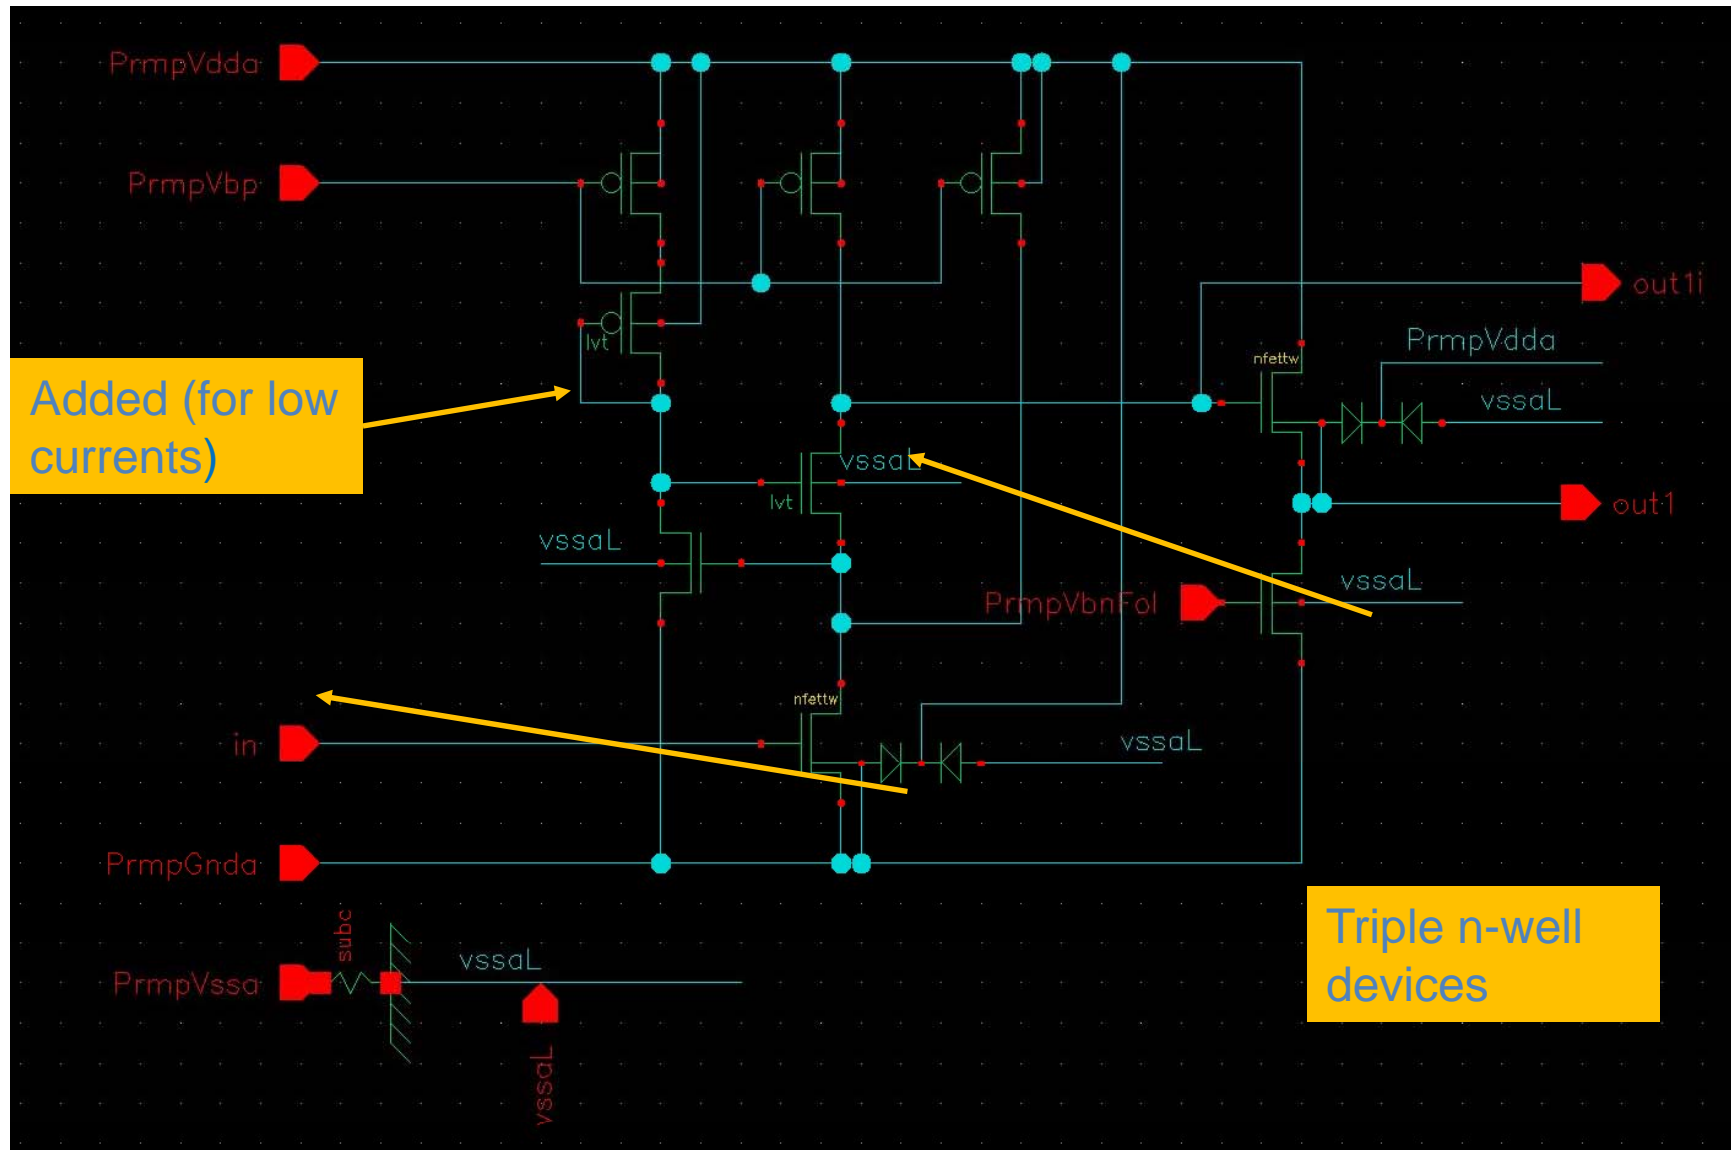 PrmpVdda
PrmpVbp
out1i
lvt
nfettw
PrmpVdda
Added (for low
currents)
vssaL
vssaL
lvt
out1
vssaL
vssaL
PrmpVbnFol
nfettw
in
vssaL
PrmpGnda
subc
Triple n-well
devices
vssaL
PrmpVssa
vssaL